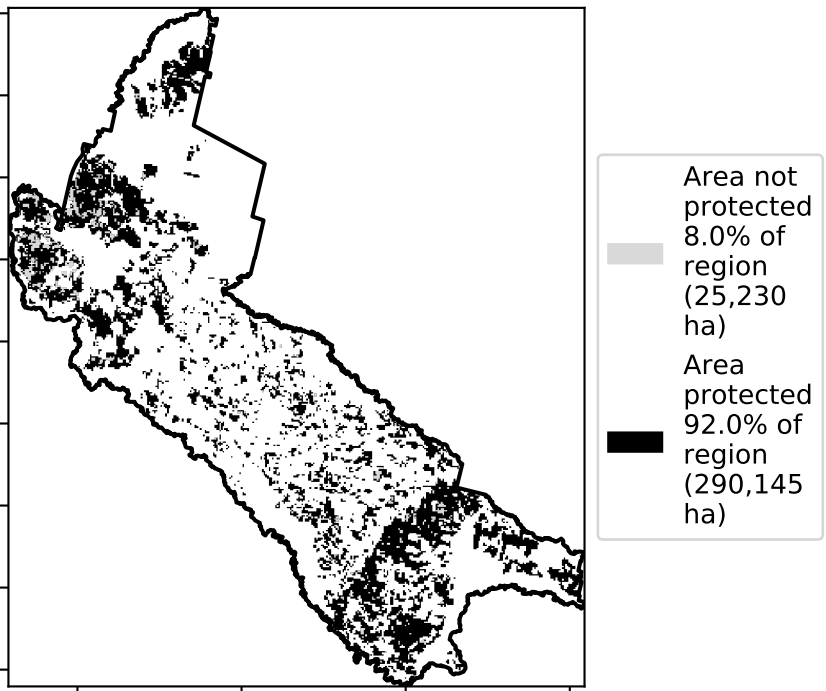 Area not
protected
8.0% of
region
(25,230
ha)
Area
protected
92.0% of
region
(290,145
ha)